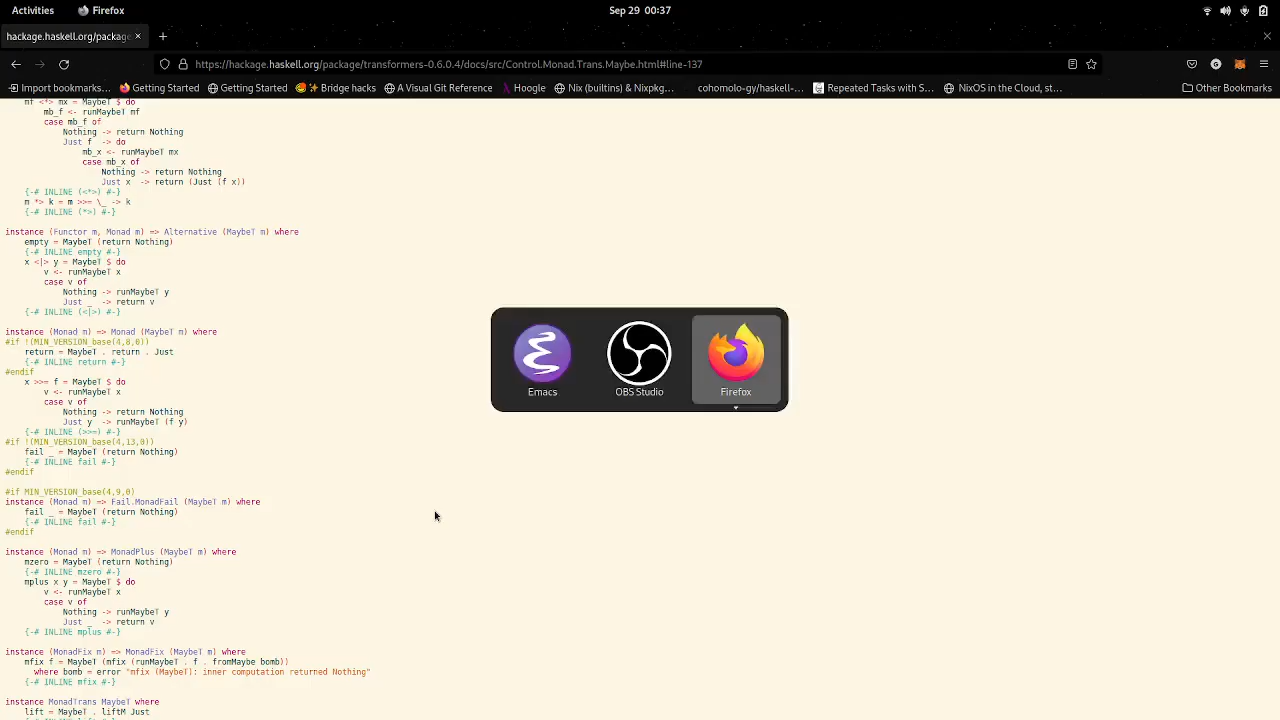 Activities Firefox Sep 29 00:37
hackage.haskell.org/package
https://hackage.haskell.org/package/transformers-0.6.0.4/docs/src/Control.Monad.Trans.Maybe.html#line-137
Import bookmarks... Getting Started Getting Started Bridge hacks A Visual Git Reference Hoogle Nix (builtins) & Nixpkg... cohomolo-gy/haskell-... Repeated Tasks with S... NixOS in the Cloud, st... Other Bookmarks
mf <*> mx = MaybeT $ do
mb_f <- runMaybeT mf
case mb_f of
Nothing -> return Nothing
Just f -> do
mb_x <- runMaybeT mx
case mb_x of
Nothing -> return Nothing
Just x -> return (Just (f x))
{-# INLINE (<*>) #-}
m *> k = m >>= \_ -> k
{-# INLINE (*>) #-}
instance (Functor m, Monad m) => Alternative (MaybeT m) where
empty = MaybeT (return Nothing)
{-# INLINE empty #-}
x <|> y = MaybeT $ do
v <- runMaybeT x
case v of
Nothing -> runMaybeT y
Just _ -> return v
{-# INLINE (<|>) #-}
instance (Monad m) => Monad (MaybeT m) where
#if !(MIN_VERSION_base(4,8,0))
return = MaybeT . return . Just
{-# INLINE return #-}
#endif
x >>= f = MaybeT $ do
v <- runMaybeT x
case v of
Nothing -> return Nothing
Just y -> runMaybeT (f y)
{-# INLINE (>>=) #-}
#if !(MIN_VERSION_base(4,13,0))
fail _ = MaybeT (return Nothing)
{-# INLINE fail #-}
#endif
#if MIN_VERSION_base(4,9,0)
instance (Monad m) => Fail.MonadFail (MaybeT m) where
fail _ = MaybeT (return Nothing)
{-# INLINE fail #-}
#endif
instance (Monad m) => MonadPlus (MaybeT m) where
mzero = MaybeT (return Nothing)
{-# INLINE mzero #-}
mplus x y = MaybeT $ do
v <- runMaybeT x
case v of
Nothing -> runMaybeT y
Just _ -> return v
{-# INLINE mplus #-}
instance (MonadFix m) => MonadFix (MaybeT m) where
mfix f = MaybeT (mfix (runMaybeT . f . fromMaybe bomb))
where bomb = error "mfix (MaybeT): inner computation returned Nothing"
{-# INLINE mfix #-}
instance MonadTrans MaybeT where
lift = MaybeT . liftM Just
Emacs OBS Studio Firefox